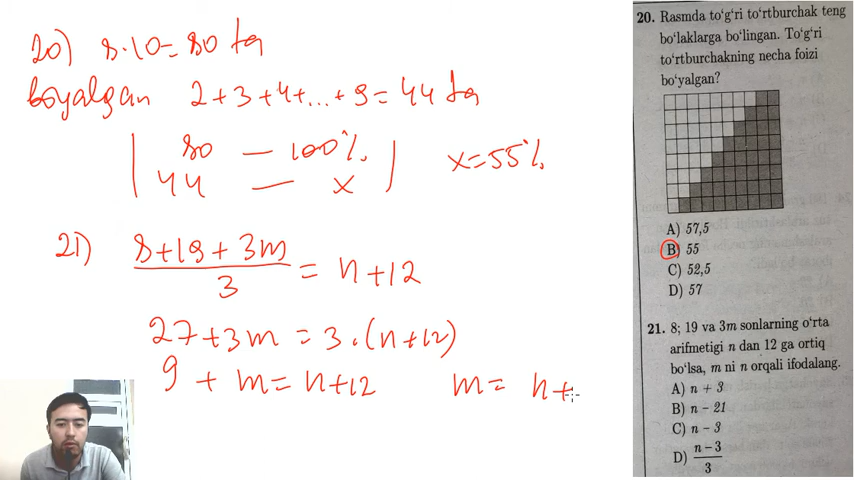 20) 8·10=80 ta
boyalgan 2+3+4+...+9=44 ta
80 — 100%
44 — x
x=55%
21) 8+19+3m / 3 = n+12
27+3m = 3·(n+12)
9 + m = n+12
m = n+
20. Rasmda to‘g‘ri to‘rtburchak teng
bo‘laklarga bo‘lingan. To‘g‘ri
to‘rtburchakning necha foizi
bo‘yalgan?
A) 57,5
B) 55
C) 52,5
D) 57
21. 8; 19 va 3m sonlarning o‘rta
arifmetigi n dan 12 ga ortiq
bo‘lsa, m ni n orqali ifodalang.
A) n + 3
B) n − 21
C) n − 3
D) n−3 / 3